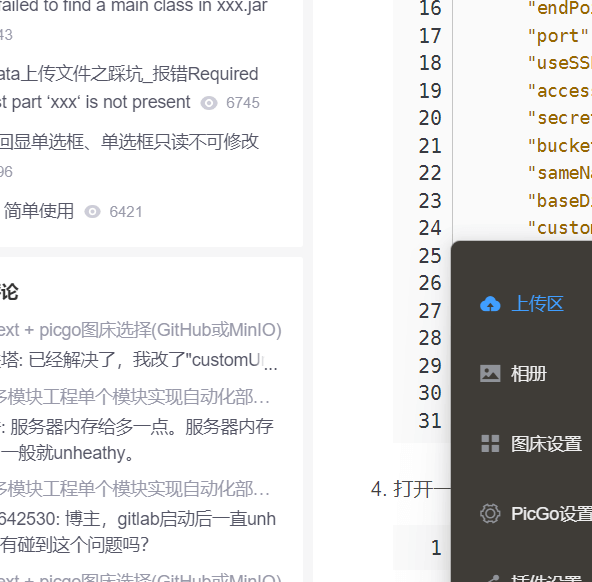 failed to find a main class in xxx.jar
43
ata上传文件之踩坑_报错Required
st part ‘xxx‘ is not present 6745
回显单选框、单选框只读不可修改
96
简单使用 6421
评论
ext + picgo图床选择(GitHub或MinIO)
塔: 已经解决了，我改了"customU...
多模块工程单个模块实现自动化部...
: 服务器内存给多一点。服务器内存
一般就unheathy。
多模块工程单个模块实现自动化部...
642530: 博主，gitlab启动后一直unh
有碰到这个问题吗?
ext + picgo图床选择(GitHub或MinIO)
16 "endPo
17 "port"
18 "useSS
19 "access
20 "secre
21 "bucke
22 "sameNa
23 "baseD
24 "custom
25
26
27
28
29
30
31
4. 打开一
1
上传区
相册
图床设置
PicGo设置
插件设置